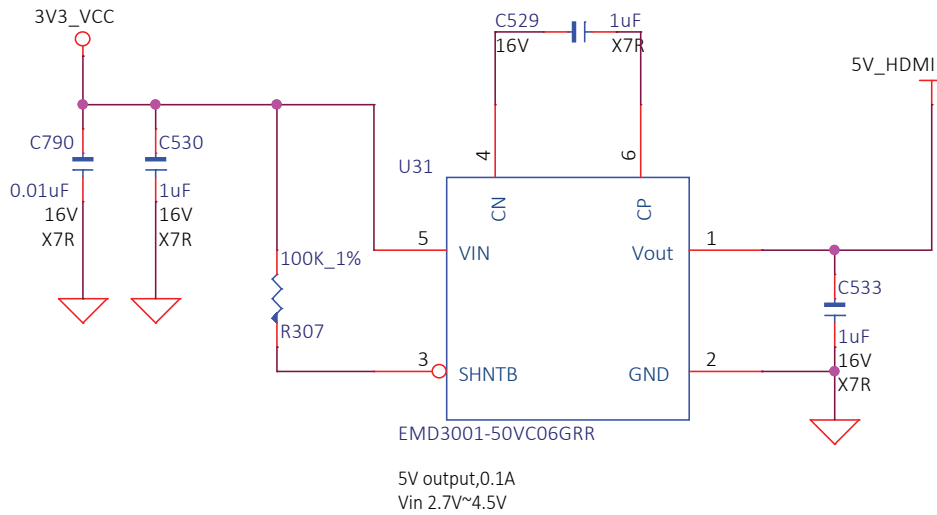 3V3_VCC
C529
1uF
16V
X7R
5V_HDMI
C790
C530
4
6
U31
0.01uF
1uF
16V
16V
X7R
X7R
CN
CP
5
VIN
Vout
1
100K_1%
C533
R307
1uF
16V
X7R
3
SHNTB
GND
2
EMD3001-50VC06GRR
5V output,0.1A
Vin 2.7V~4.5V